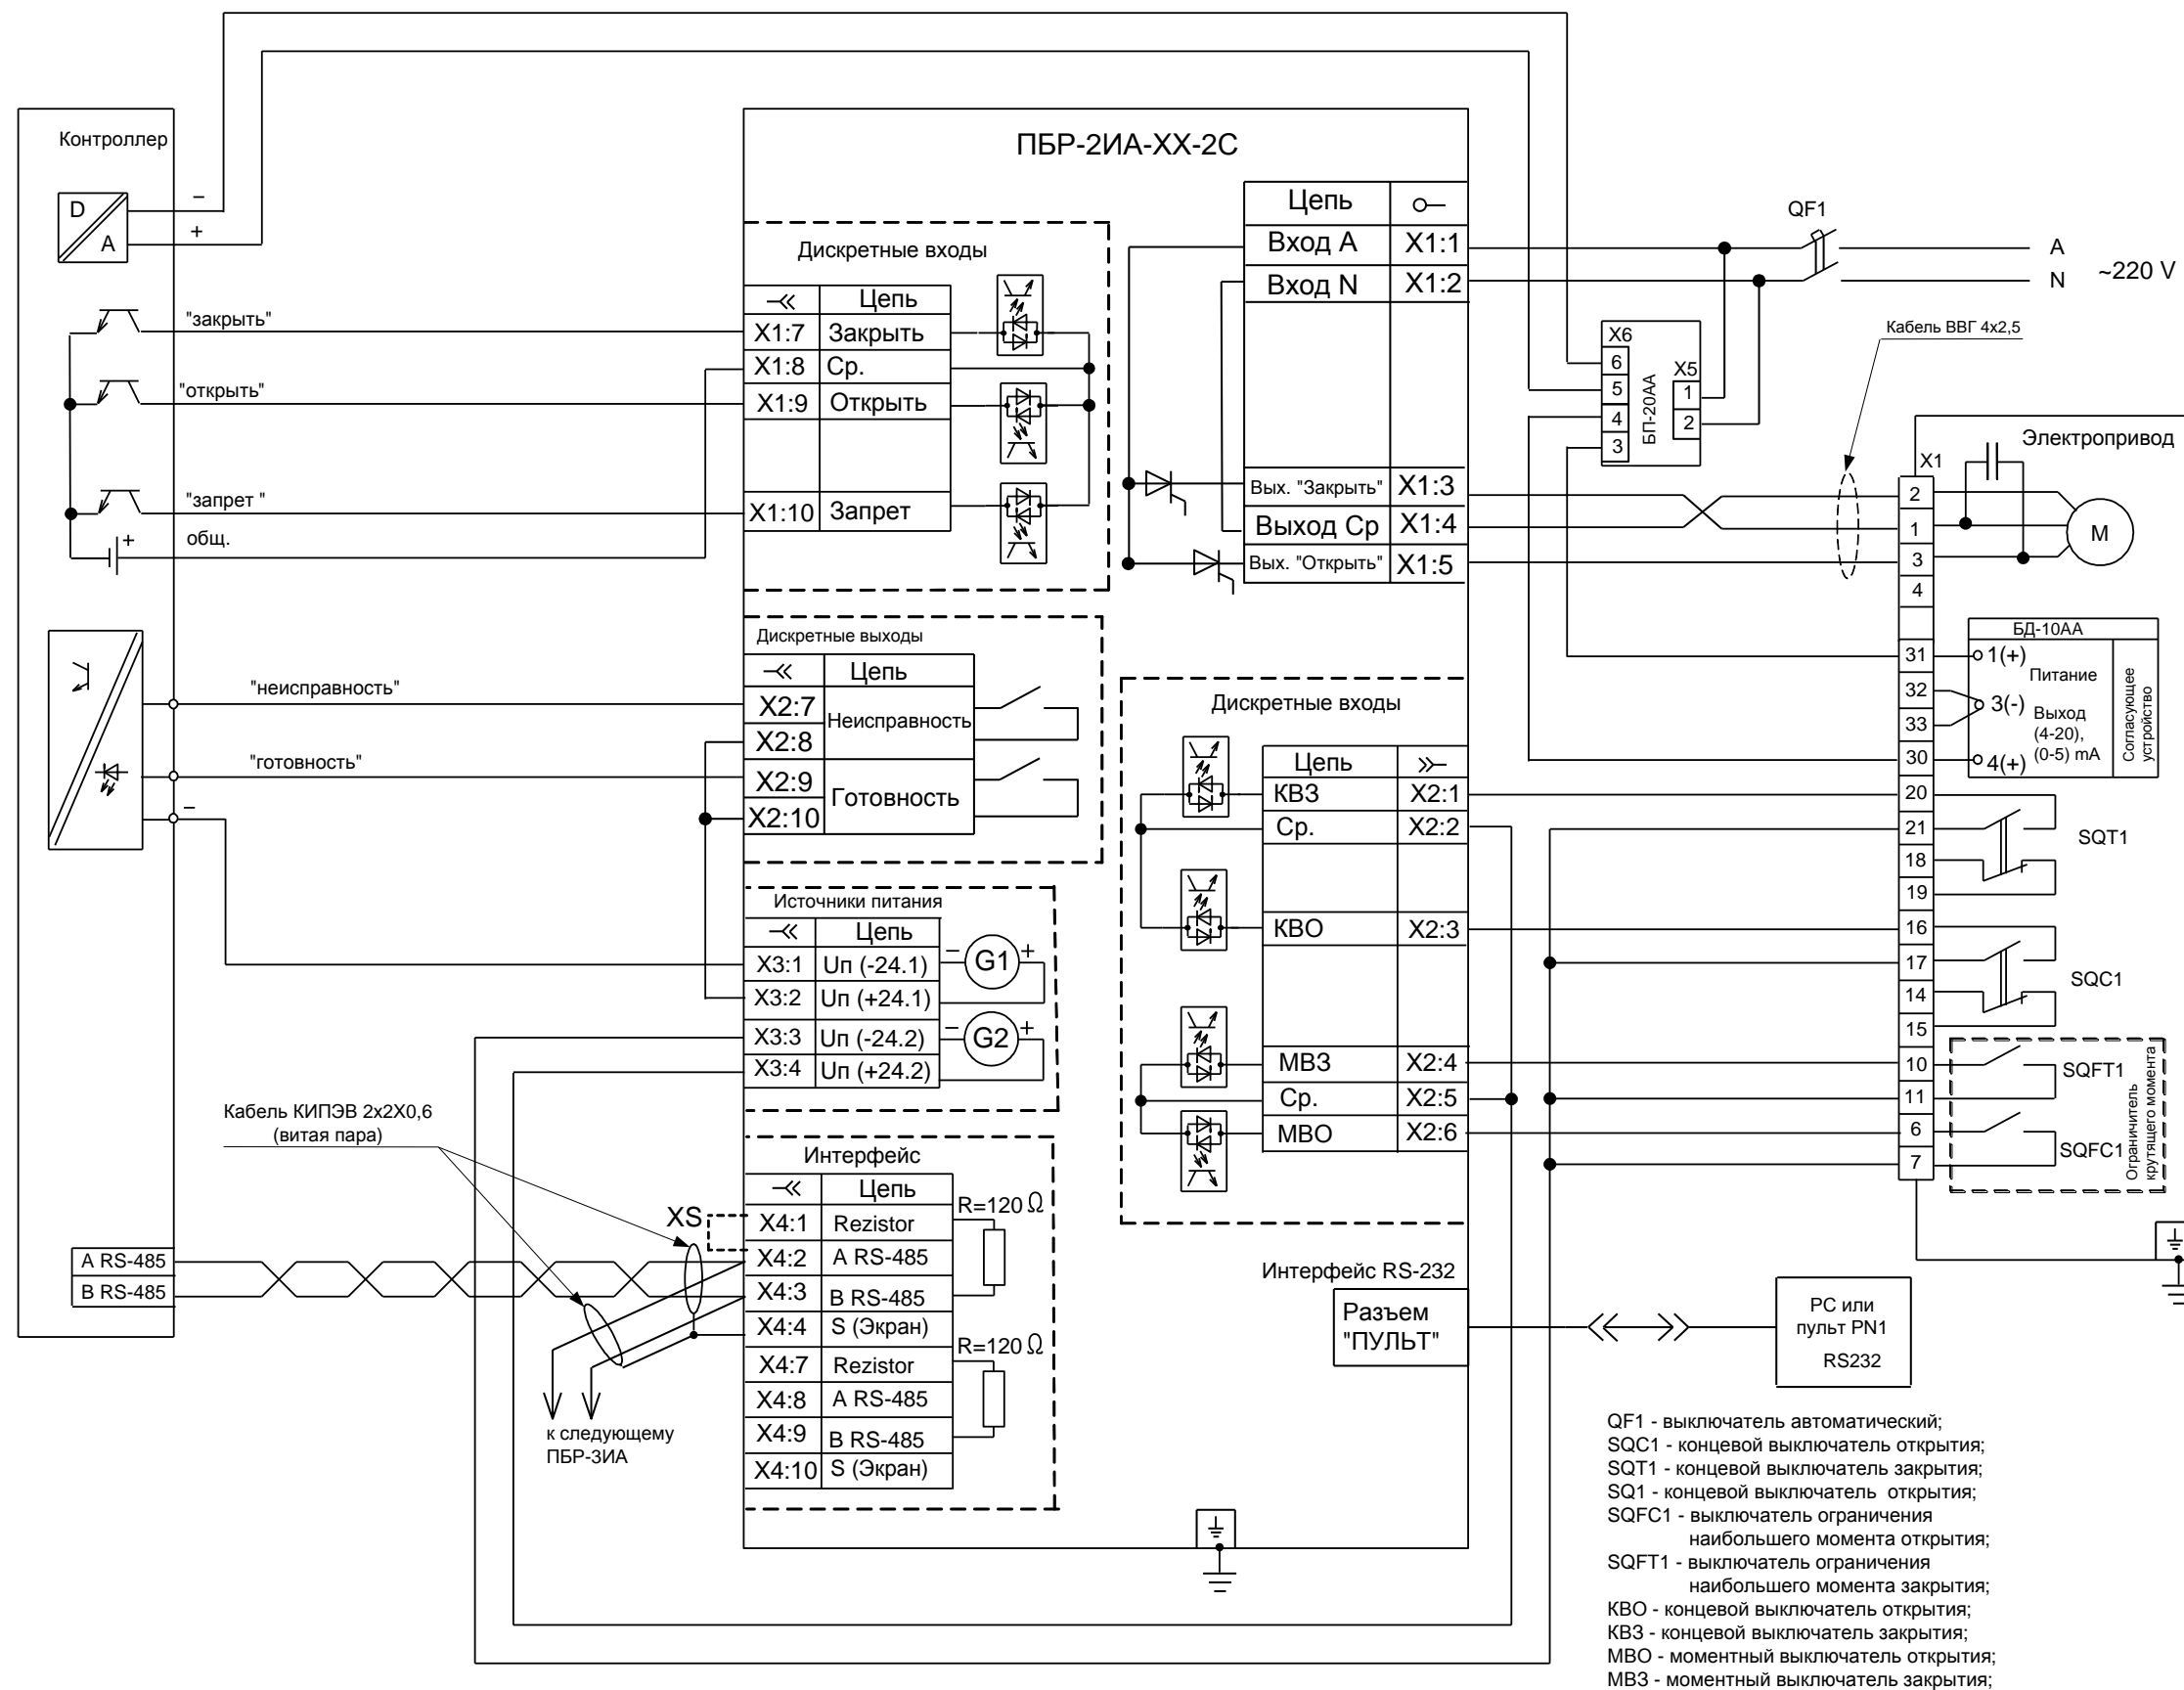 Контроллер
D
A
–
+
"закрыть"
"открыть"
"запрет "
+
общ.
"неисправность"
"готовность"
–
Кабель КИПЭВ 2х2Х0,6
(витая пара)
A RS-485
B RS-485
XS
к следующему
ПБР-3ИА
ПБР-2ИА-ХХ-2С
Дискретные входы
Цепь
X1:7 Закрыть
X1:8 Ср.
X1:9 Открыть
X1:10 Запрет
Дискретные выходы
Цепь
X2:7
Неисправность
X2:8
X2:9
Готовность
X2:10
Источники питания
Цепь
X3:1 Uп (-24.1)
– G1 +
X3:2 Uп (+24.1)
X3:3 Uп (-24.2)
– G2 +
X3:4 Uп (+24.2)
Интерфейс
Цепь
X4:1 Rezistor
R=120 Ω
X4:2 A RS-485
X4:3 B RS-485
X4:4 S (Экран)
X4:7 Rezistor
R=120 Ω
X4:8 A RS-485
X4:9 B RS-485
X4:10 S (Экран)
Цепь
Вход А X1:1
Вход N X1:2
Вых. "Закрыть" X1:3
Выход Ср X1:4
Вых. "Открыть" X1:5
Дискретные входы
Цепь
КВЗ X2:1
Ср. X2:2
КВО X2:3
МВЗ X2:4
Ср. X2:5
МВО X2:6
Интерфейс RS-232
Разъем
"ПУЛЬТ"
QF1
A
N
~220 V
Кабель ВВГ 4х2,5
X6
6
5
4
3
БП-20АА
X5
1
2
Электропривод
X1
2
1
3
4
31
32
33
30
20
21
18
19
16
17
14
15
10
11
6
7
M
БД-10АА
1(+)
Питание
3(-)
Выход
(4-20),
(0-5) mA
4(+)
Согласующее
устройство
SQT1
SQC1
SQFT1
SQFC1
Ограничитель
крутящего момента
РС или
пульт PN1
RS232
QF1 - выключатель автоматический;
SQC1 - концевой выключатель открытия;
SQT1 - концевой выключатель закрытия;
SQ1 - концевой выключатель открытия;
SQFC1 - выключатель ограничения
наибольшего момента открытия;
SQFT1 - выключатель ограничения
наибольшего момента закрытия;
КВО - концевой выключатель открытия;
КВЗ - концевой выключатель закрытия;
МВО - моментный выключатель открытия;
МВЗ - моментный выключатель закрытия;